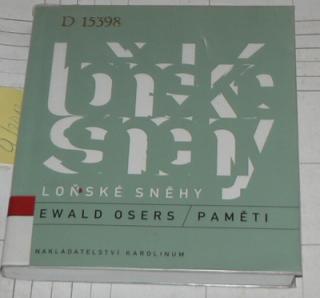 D 15398
loňské
sněhy
LOŇSKÉ SNĚHY
EWALD OSERS / PAMĚTI
NAKLADATELSTVÍ KAROLINUM